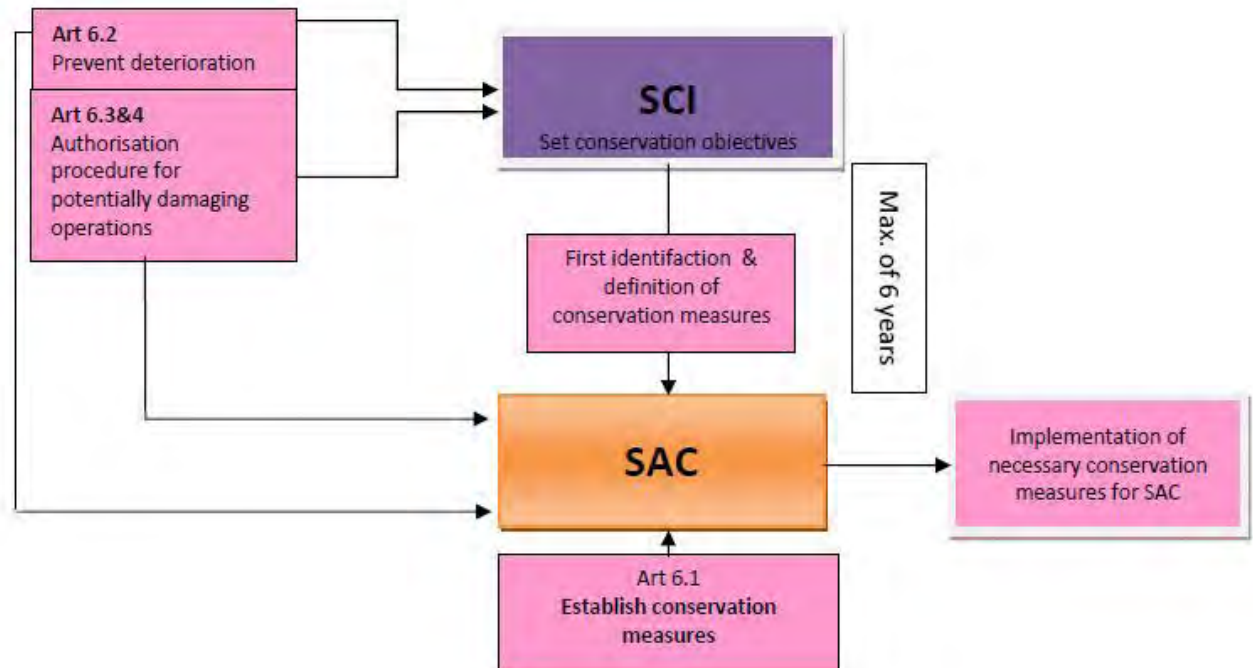 Art 6.2
Prevent deterioration
Art 6.3&4
Authorisation
procedure for
potentially damaging
operations
SCI
Set conservation objectives
Max. of 6 years
First identifaction &
definition of
conservation measures
SAC
Implementation of
necessary conservation
measures for SAC
Art 6.1
Establish conservation
measures